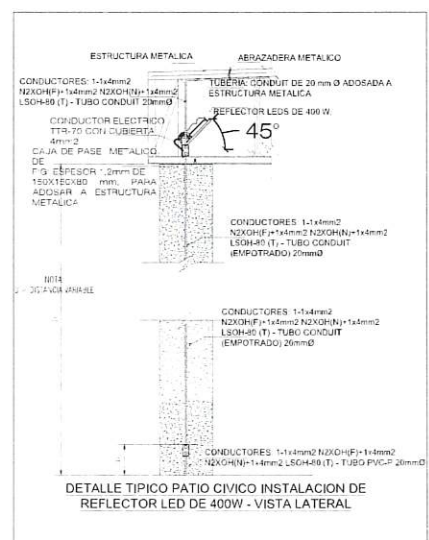 ESTRUCTURA METALICA
ABRAZADERA METALICO
CONDUCTORES: 1-1x4mm2
N2XOH(F)+1x4mm2 N2XOH(N)+1x4mm2
LSOH-80 (T) - TUBO CONDUIT 20mmØ
TUBERIA: CONDUIT DE 20 mm Ø ADOSADA A
ESTRUCTURA METALICA
REFLECTOR LEDS DE 400 W.
45°
CONDUCTOR ELECTRICO
TTR-70 CON CUBIERTA
4mm2
CAJA DE PASE METALICO
DE
ESPESOR 1.2mm DE
150X150X80 mm, PARA
ADOSAR A ESTRUCTURA
METALICA
CONDUCTORES: 1-1x4mm2
N2XOH(F)+1x4mm2 N2XOH(N)+1x4mm2
LSOH-80 (T) - TUBO CONDUIT
(EMPOTRADO) 20mmØ
NOTA
DISTANCIA VARIABLE
CONDUCTORES: 1-1x4mm2
N2XOH(F)+1x4mm2 N2XOH(N)+1x4mm2
LSOH-80 (T) - TUBO CONDUIT
(EMPOTRADO) 20mmØ
CONDUCTORES: 1-1x4mm2 N2XOH(F)+1x4mm2
N2XOH(N)+1x4mm2 LSOH-80 (T) - TUBO PVC-P 20mmØ
DETALLE TIPICO PATIO CIVICO INSTALACION DE
REFLECTOR LED DE 400W - VISTA LATERAL